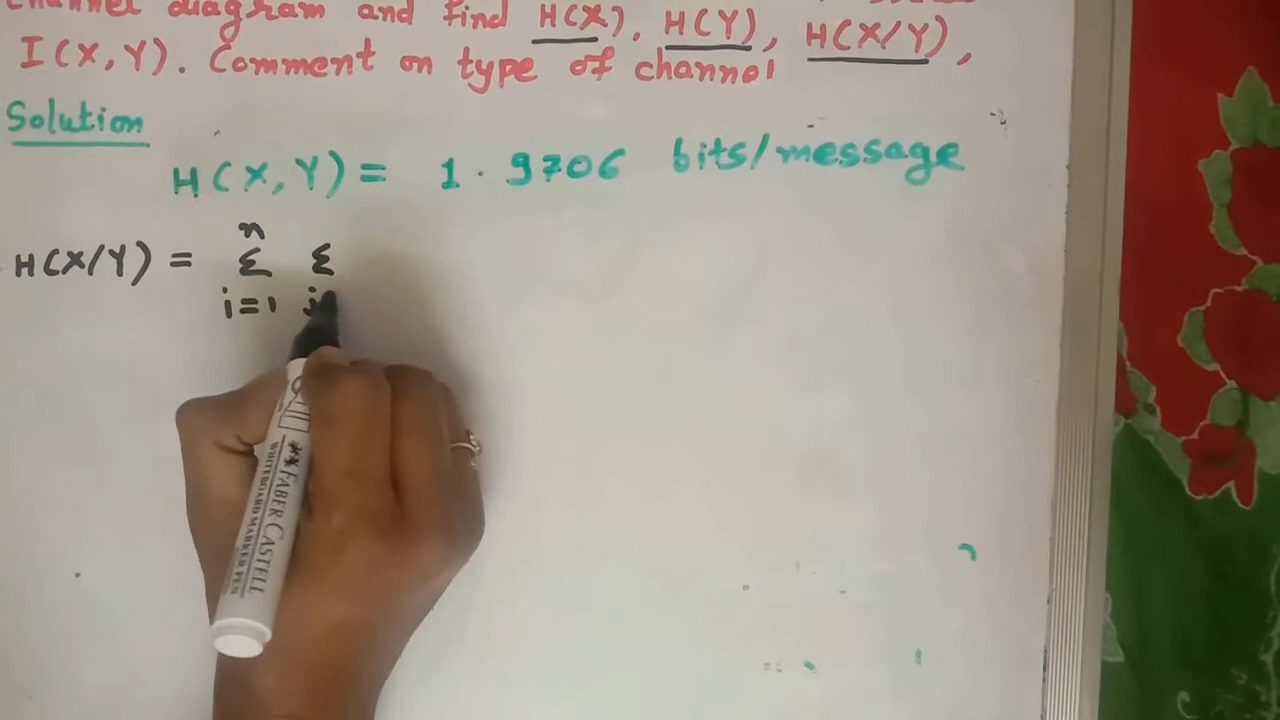 channel diagram and find H(X), H(Y), H(X/Y),
I(X,Y). Comment on type of channel
Solution
H(X,Y) = 1.9706 bits/message
n
H(X/Y) = Σ Σ
i=1 j
FABER CASTELL
WHITEBOARD MARKER PEN